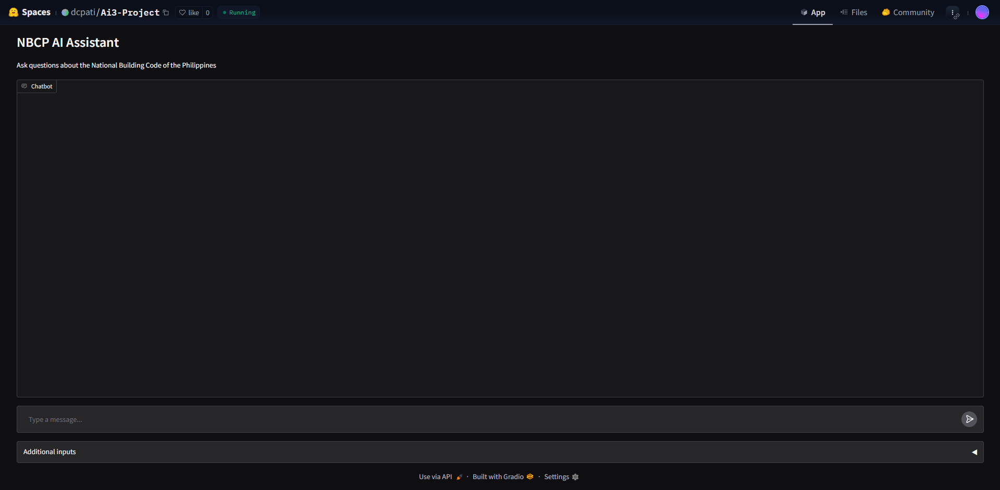 Spaces dcpati/Ai3-Project like 0 Running App Files Community
NBCP AI Assistant
Ask questions about the National Building Code of the Philippines
Chatbot
Type a message...
Additional inputs
Use via API · Built with Gradio · Settings